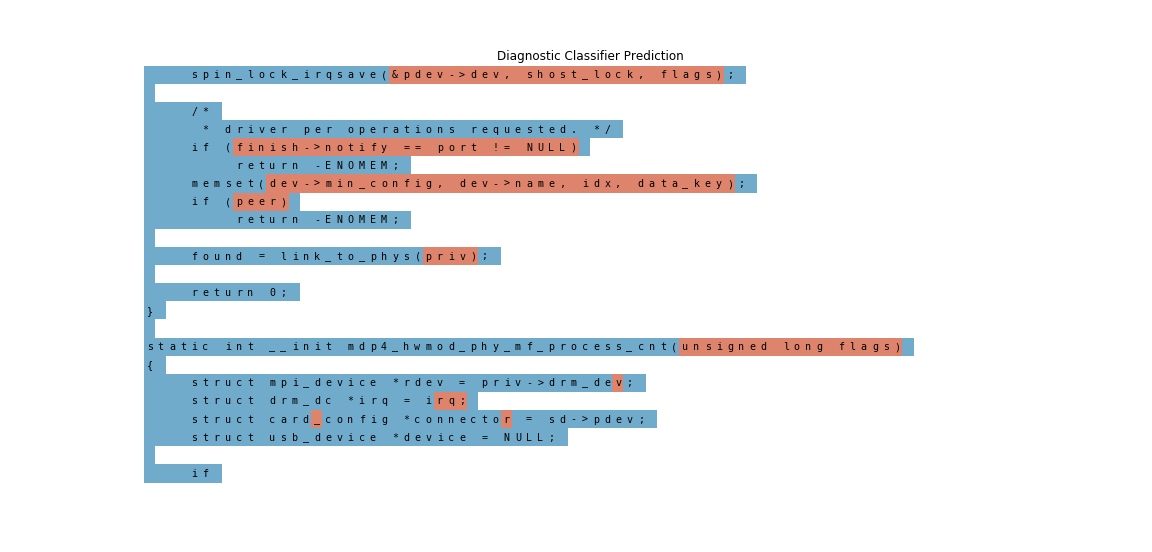 Diagnostic Classifier Prediction
spin_lock_irqsave(&pdev->dev, shost_lock, flags);
/*
* driver per operations requested. */
if (finish->notify == port != NULL)
return -ENOMEM;
memset(dev->min_config, dev->name, idx, data_key);
if (peer)
return -ENOMEM;
found = link_to_phys(priv);
return 0;
}
static int __init mdp4_hwmod_phy_mf_process_cnt(unsigned long flags)
{
struct mpi_device *rdev = priv->drm_dev;
struct drm_dc *irq = irq;
struct card_config *connector = sd->pdev;
struct usb_device *device = NULL;
if